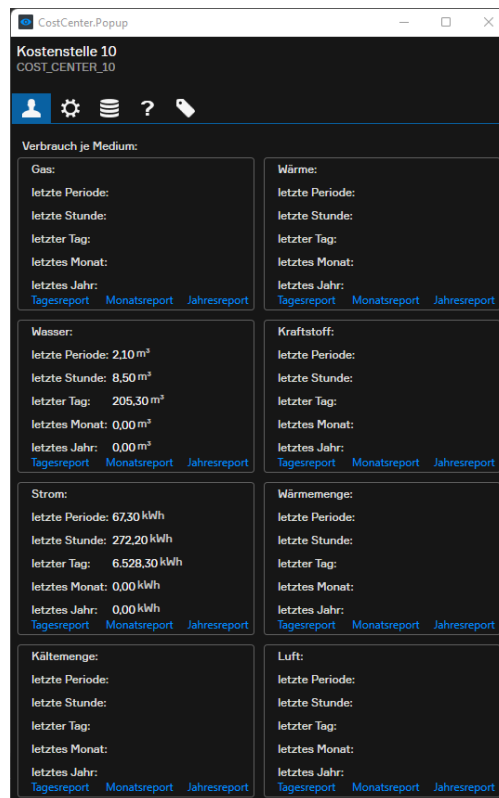 CostCenter.Popup
Kostenstelle 10
COST_CENTER_10
Verbrauch je Medium:
Gas:
letzte Periode:
letzte Stunde:
letzter Tag:
letztes Monat:
letztes Jahr:
Tagesreport Monatsreport Jahresreport
Wärme:
letzte Periode:
letzte Stunde:
letzter Tag:
letztes Monat:
letztes Jahr:
Tagesreport Monatsreport Jahresreport
Wasser:
letzte Periode: 2,10 m³
letzte Stunde: 8,50 m³
letzter Tag: 205,30 m³
letztes Monat: 0,00 m³
letztes Jahr: 0,00 m³
Tagesreport Monatsreport Jahresreport
Kraftstoff:
letzte Periode:
letzte Stunde:
letzter Tag:
letztes Monat:
letztes Jahr:
Tagesreport Monatsreport Jahresreport
Strom:
letzte Periode: 67,30 kWh
letzte Stunde: 272,20 kWh
letzter Tag: 6.528,30 kWh
letztes Monat: 0,00 kWh
letztes Jahr: 0,00 kWh
Tagesreport Monatsreport Jahresreport
Wärmemenge:
letzte Periode:
letzte Stunde:
letzter Tag:
letztes Monat:
letztes Jahr:
Tagesreport Monatsreport Jahresreport
Kältemenge:
letzte Periode:
letzte Stunde:
letzter Tag:
letztes Monat:
letztes Jahr:
Tagesreport Monatsreport Jahresreport
Luft:
letzte Periode:
letzte Stunde:
letzter Tag:
letztes Monat:
letztes Jahr:
Tagesreport Monatsreport Jahresreport